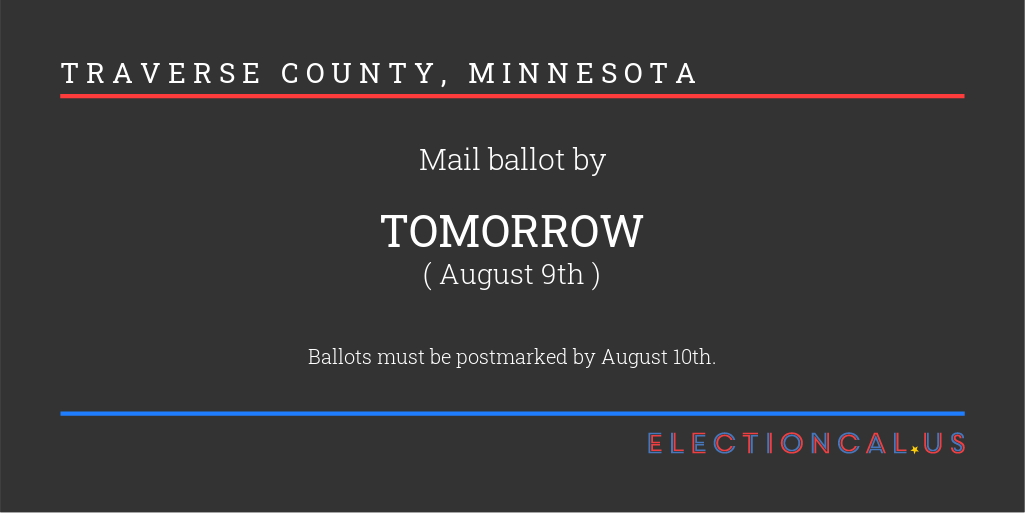 TRAVERSE COUNTY, MINNESOTA
Mail ballot by
TOMORROW
( August 9th )
Ballots must be postmarked by August 10th.
ELECTIONCAL.US